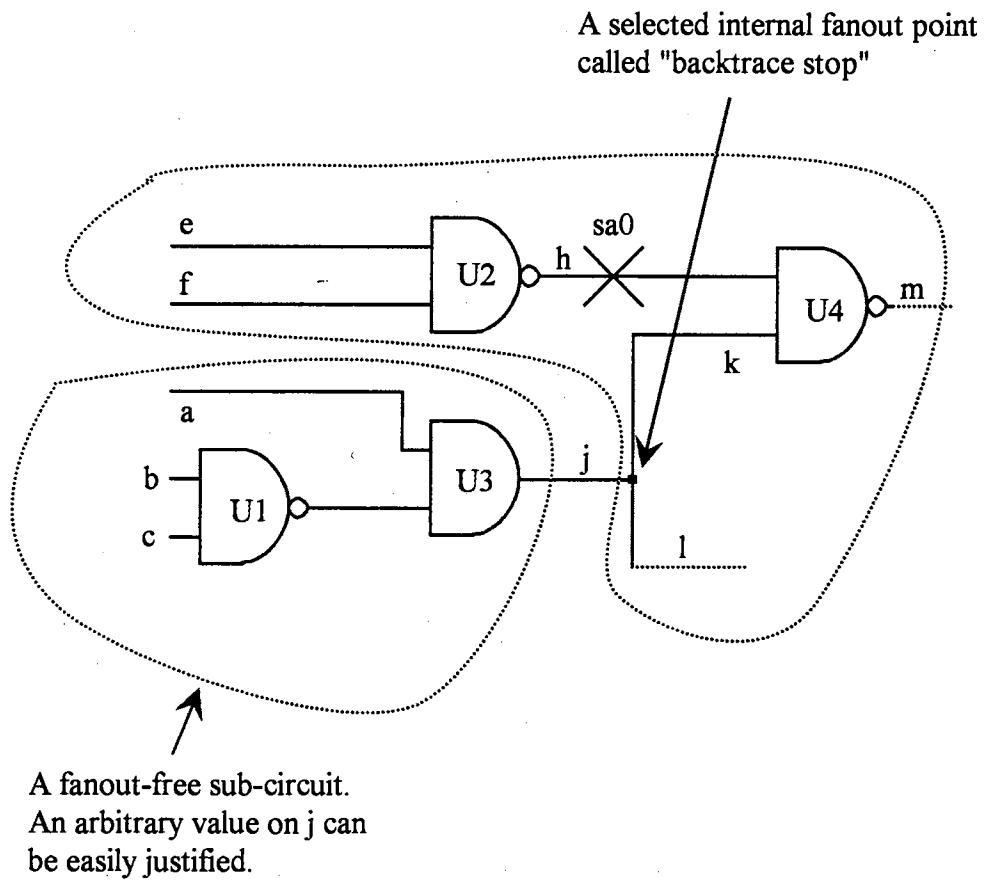 A selected internal fanout point
called "backtrace stop"
e
f
U2
h
sa0
U4
m
k
a
b
c
U1
U3
j
l
A fanout-free sub-circuit.
An arbitrary value on j can
be easily justified.